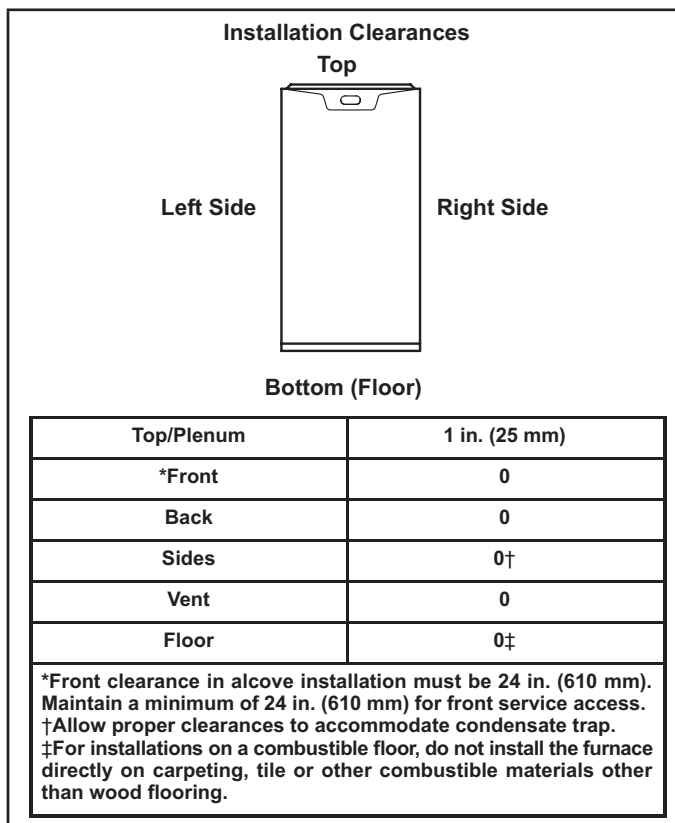 Installation Clearances
Top
Left Side
Right Side
Bottom (Floor)
Top/Plenum 1 in. (25 mm)
*Front 0
Back 0
Sides 0†
Vent 0
Floor 0‡
*Front clearance in alcove installation must be 24 in. (610 mm).
Maintain a minimum of 24 in. (610 mm) for front service access.
†Allow proper clearances to accommodate condensate trap.
‡For installations on a combustible floor, do not install the furnace
directly on carpeting, tile or other combustible materials other
than wood flooring.